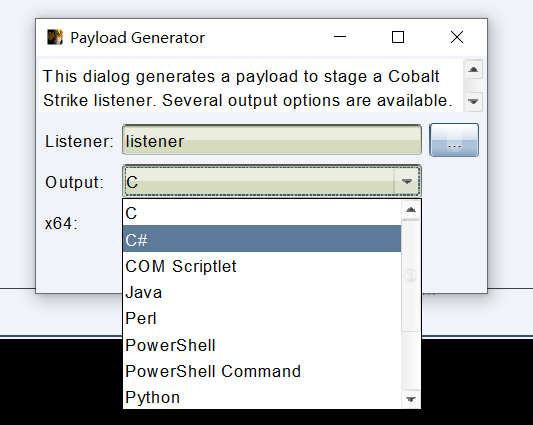 Payload Generator
This dialog generates a payload to stage a Cobalt
Strike listener. Several output options are available.
Listener: listener ...
Output: C
x64:
C
C#
COM Scriptlet
Java
Perl
PowerShell
PowerShell Command
Python